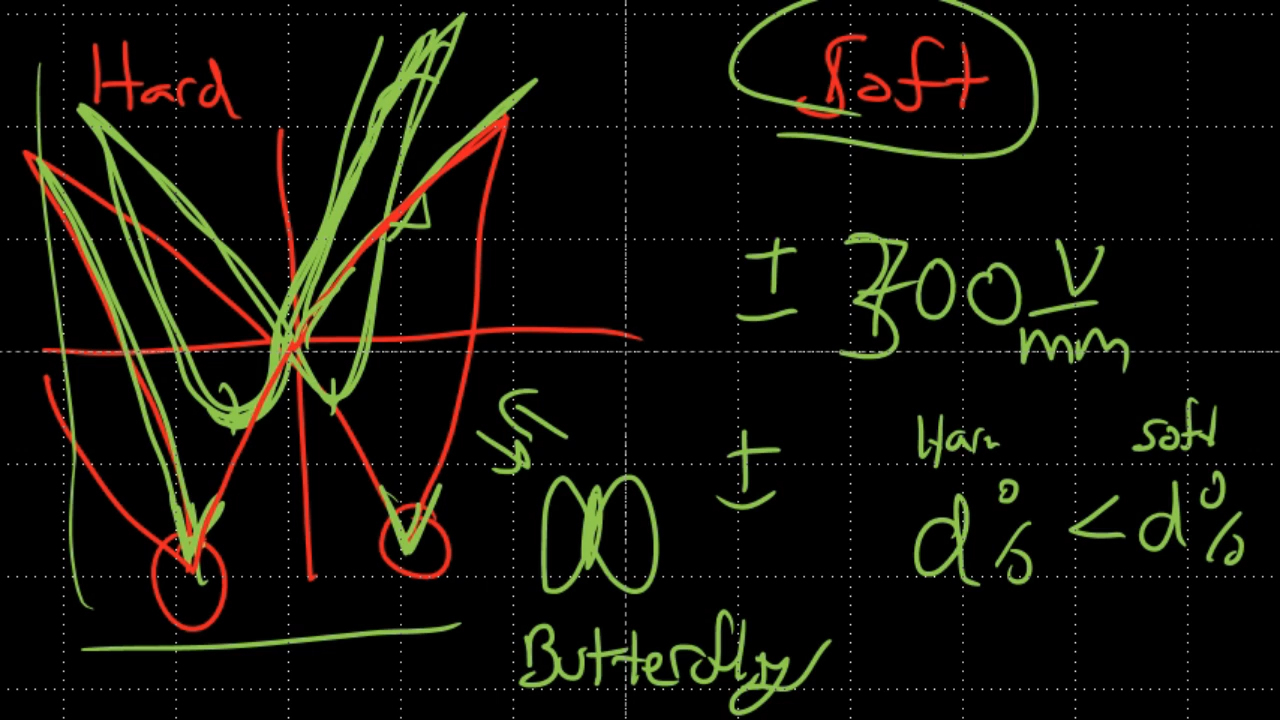 Hard
Soft
± 300 V/mm
±
Hard
soft
d% < d%
Butterfly